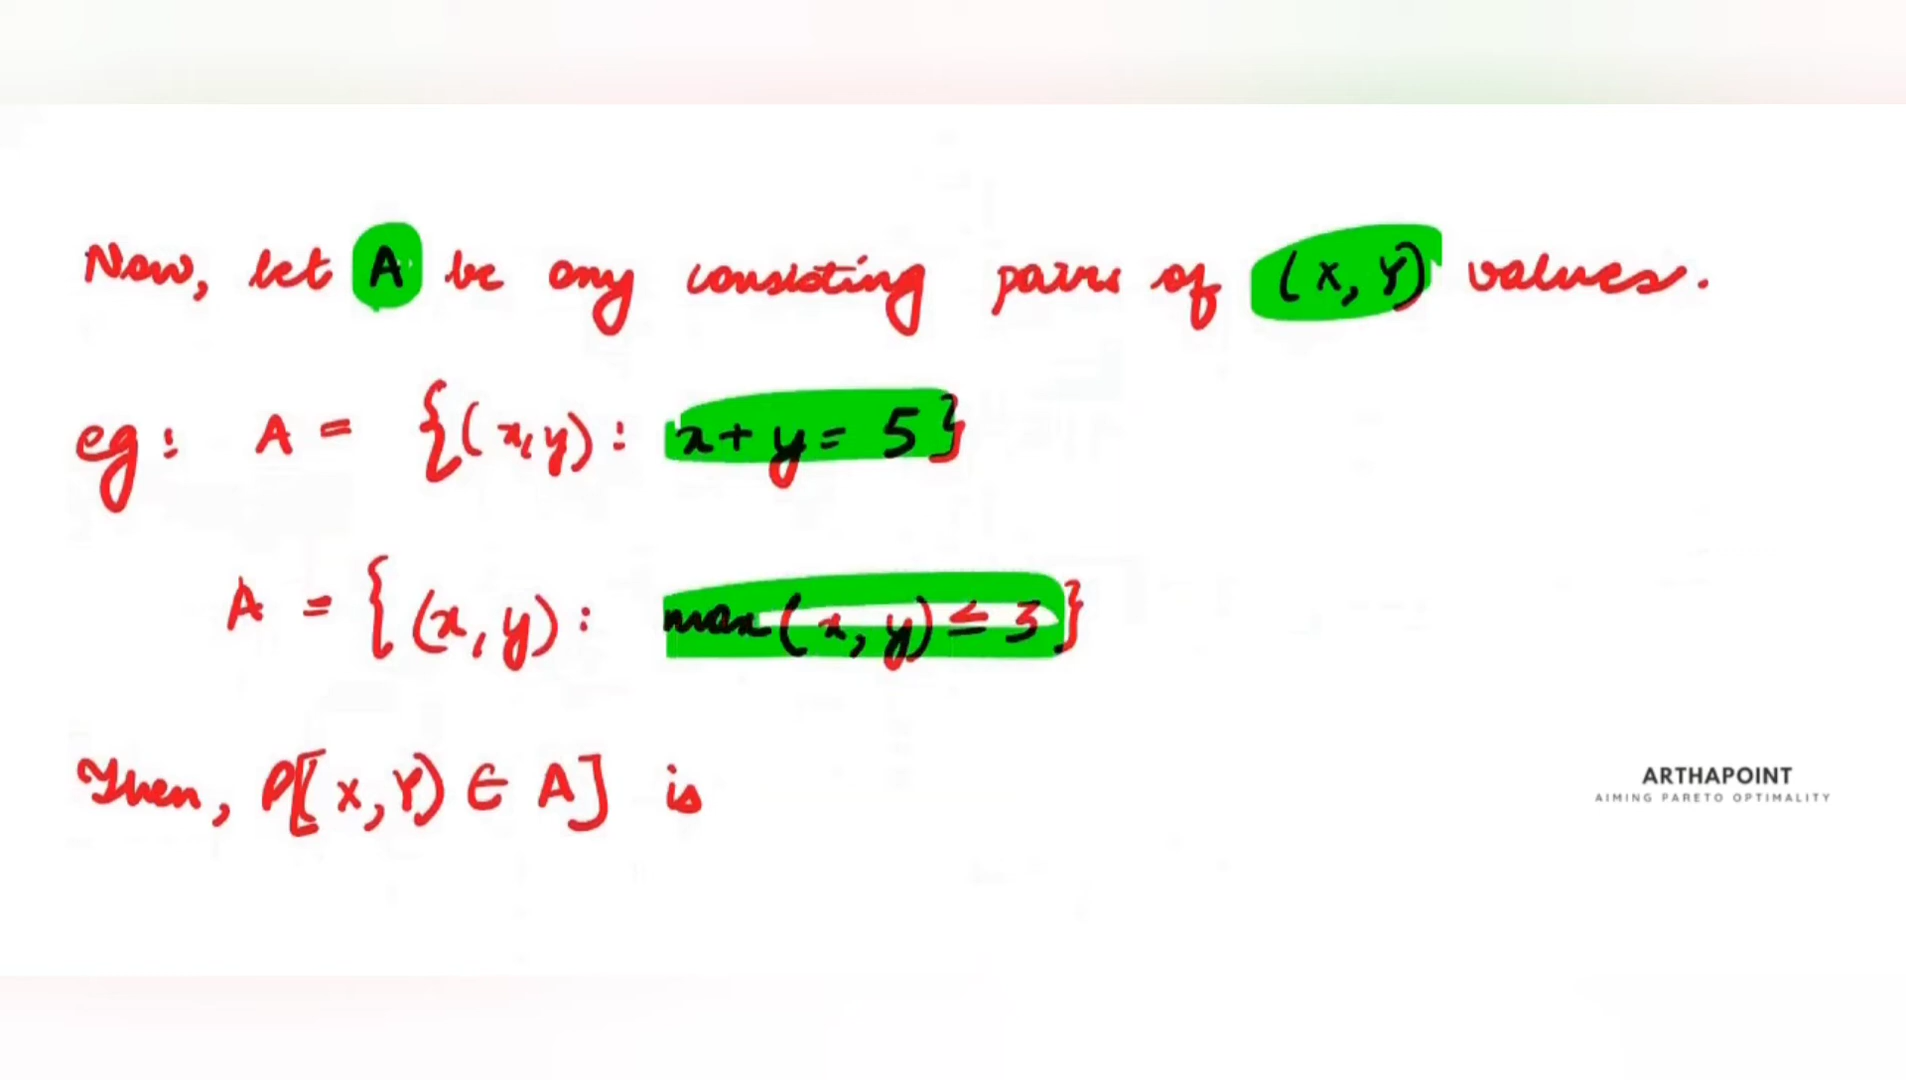 Now, let A be any consisting pairs of (X, Y) values.
eg: A = {(x,y): x+y = 5}
A = {(x,y): max(x,y) ≤ 3}
Then, P[(X,Y) ∈ A] is
ARTHAPOINT
AIMING PARETO OPTIMALITY